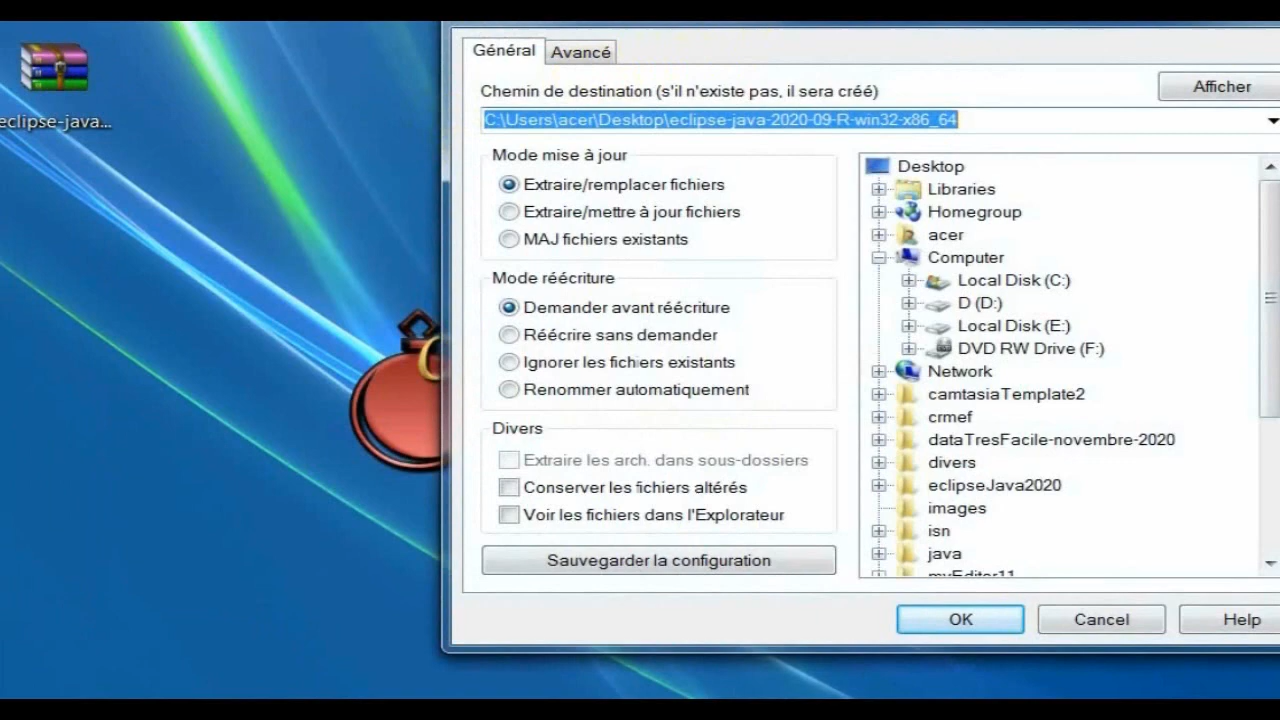 eclipse-java...
Général
Avancé
Chemin de destination (s'il n'existe pas, il sera créé)
Afficher
C:\Users\acer\Desktop\eclipse-java-2020-09-R-win32-x86_64
Mode mise à jour
Extraire/remplacer fichiers
Extraire/mettre à jour fichiers
MAJ fichiers existants
Mode réécriture
Demander avant réécriture
Réécrire sans demander
Ignorer les fichiers existants
Renommer automatiquement
Divers
Extraire les arch. dans sous-dossiers
Conserver les fichiers altérés
Voir les fichiers dans l'Explorateur
Sauvegarder la configuration
Desktop
Libraries
Homegroup
acer
Computer
Local Disk (C:)
D (D:)
Local Disk (E:)
DVD RW Drive (F:)
Network
camtasiaTemplate2
crmef
dataTresFacile-novembre-2020
divers
eclipseJava2020
images
isn
java
myEditor11
OK
Cancel
Help